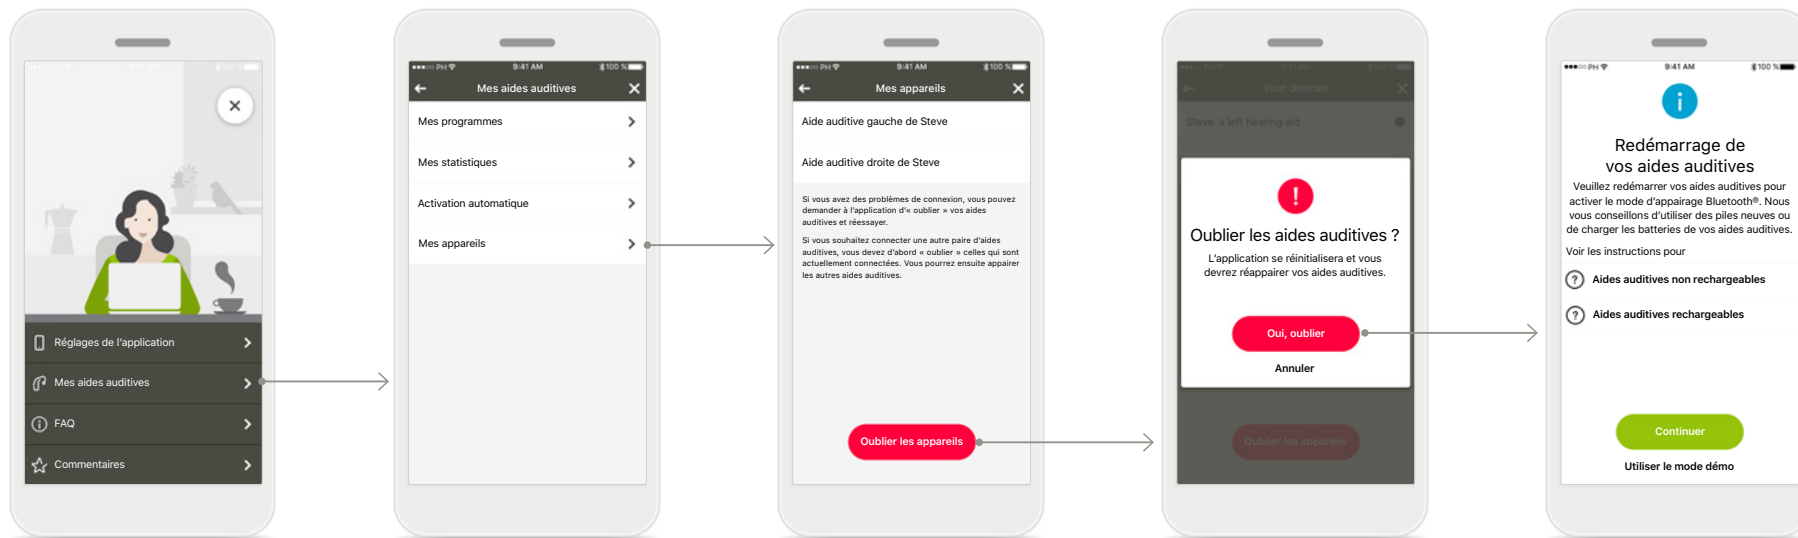 Réglages de l'application
Mes aides auditives
FAQ
Commentaires
PH 9:41 AM 100 %
Mes aides auditives
Mes programmes
Mes statistiques
Activation automatique
Mes appareils
PH 9:41 AM 100 %
Mes appareils
Aide auditive gauche de Steve
Aide auditive droite de Steve
Si vous avez des problèmes de connexion, vous pouvez
demander à l'application d'« oublier » vos aides
auditives et réessayer.
Si vous souhaitez connecter une autre paire d'aides
auditives, vous devez d'abord « oublier » celles qui sont
actuellement connectées. Vous pourrez ensuite appairer
les autres aides auditives.
Oublier les appareils
Your devices
Steve`s left hearing aid
Oublier les aides auditives ?
L'application se réinitialisera et vous
devrez réappairer vos aides auditives.
Oui, oublier
Annuler
Oublier les appareils
PH 9:41 AM 100 %
Redémarrage de
vos aides auditives
Veuillez redémarrer vos aides auditives pour
activer le mode d'appairage Bluetooth®. Nous
vous conseillons d'utiliser des piles neuves ou
de charger les batteries de vos aides auditives.
Voir les instructions pour
Aides auditives non rechargeables
Aides auditives rechargeables
Continuer
Utiliser le mode démo